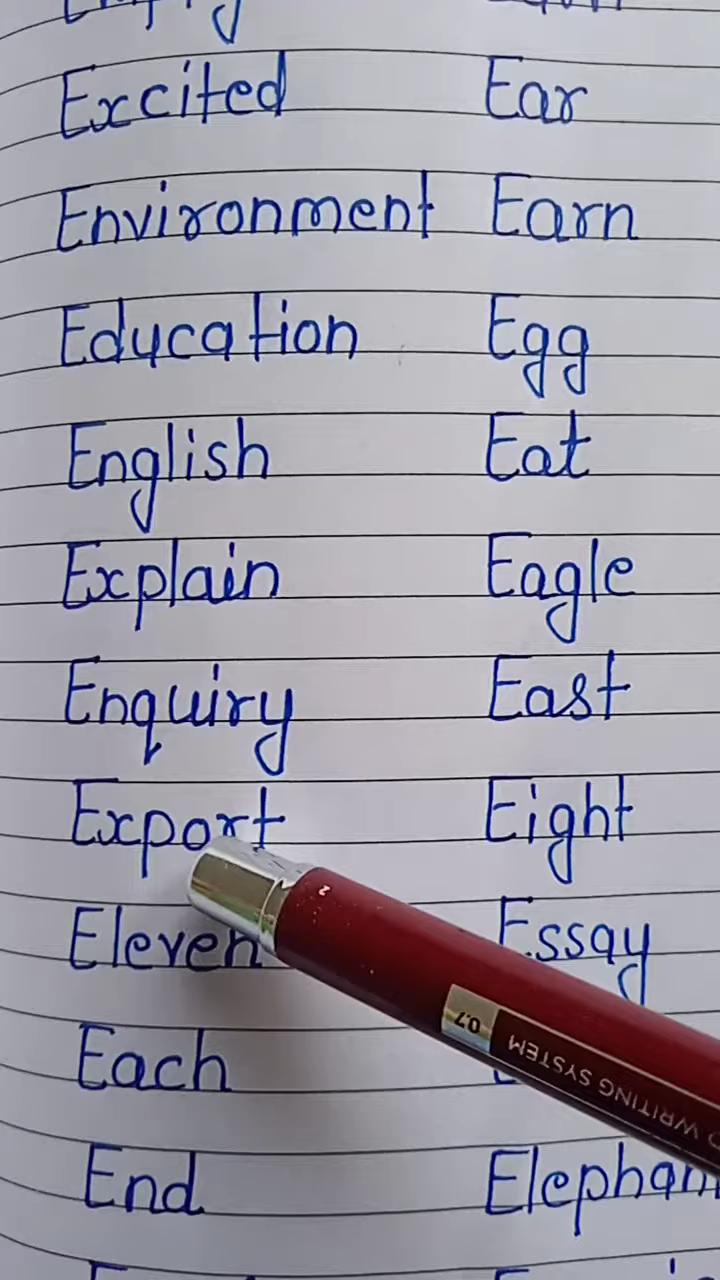 Excited Ear
Environment Earn
Education Egg
English Eat
Explain Eagle
Enquiry East
Export Eight
Eleven Essay
Each
End
0.7 WRITING SYSTEM